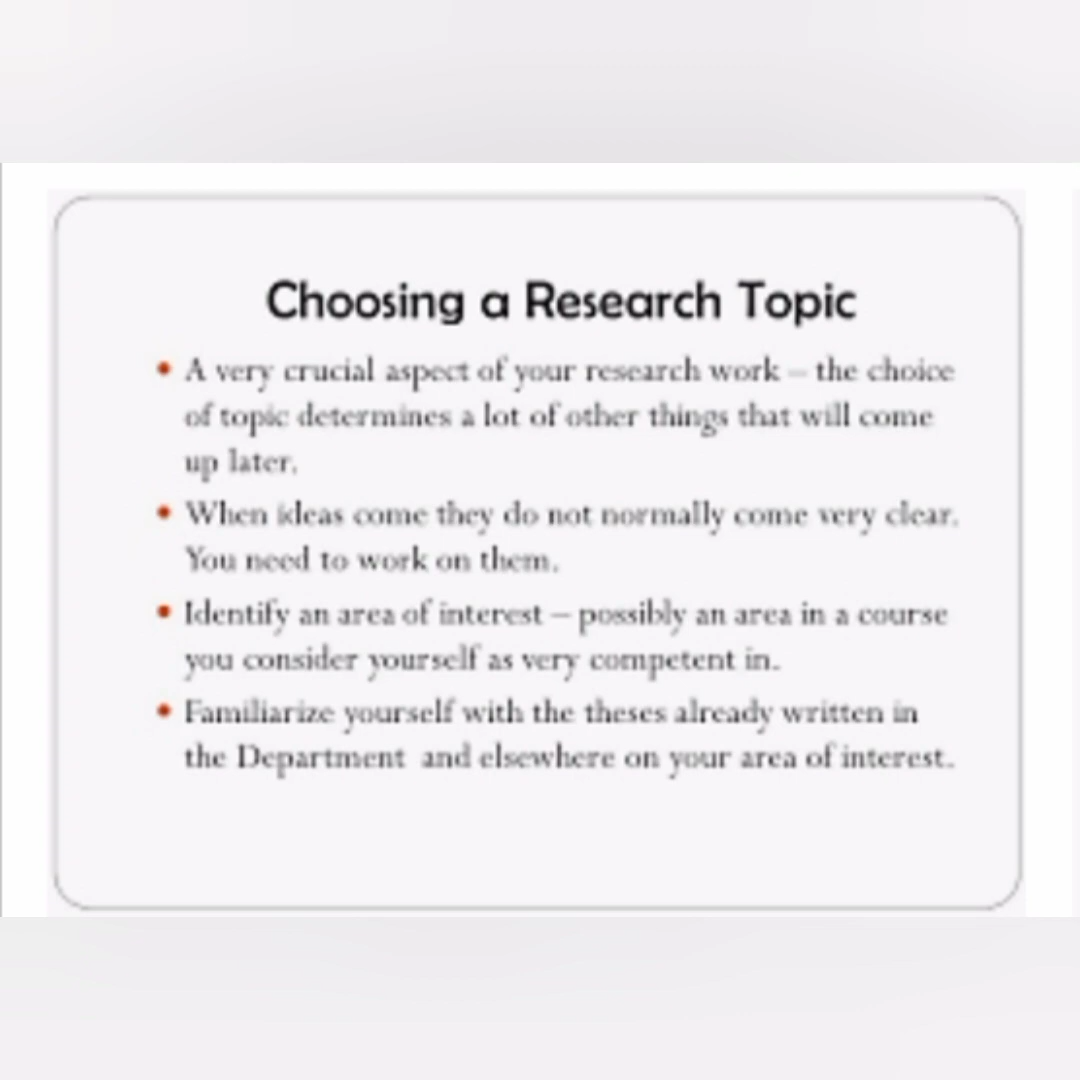 Choosing a Research Topic
• A very crucial aspect of your research work – the choice
of topic determines a lot of other things that will come
up later.
• When ideas come they do not normally come very clear.
You need to work on them.
• Identify an area of interest – possibly an area in a course
you consider yourself as very competent in.
• Familiarize yourself with the theses already written in
the Department and elsewhere on your area of interest.